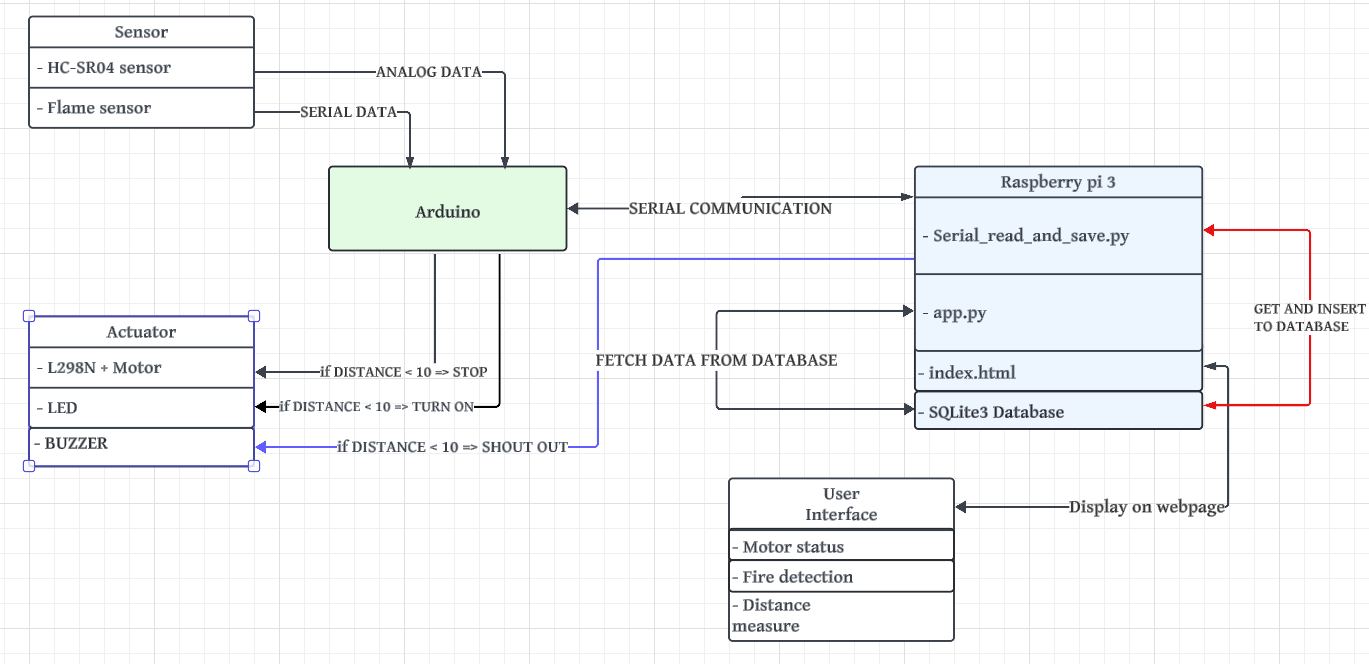 Sensor
- HC-SR04 sensor
- Flame sensor
ANALOG DATA
SERIAL DATA
Arduino
SERIAL COMMUNICATION
Raspberry pi 3
- Serial_read_and_save.py
- app.py
- index.html
- SQLite3 Database
GET AND INSERT
TO DATABASE
FETCH DATA FROM DATABASE
Actuator
- L298N + Motor
- LED
- BUZZER
if DISTANCE < 10 => STOP
if DISTANCE < 10 => TURN ON
if DISTANCE < 10 => SHOUT OUT
User
Interface
- Motor status
- Fire detection
- Distance
measure
Display on webpage